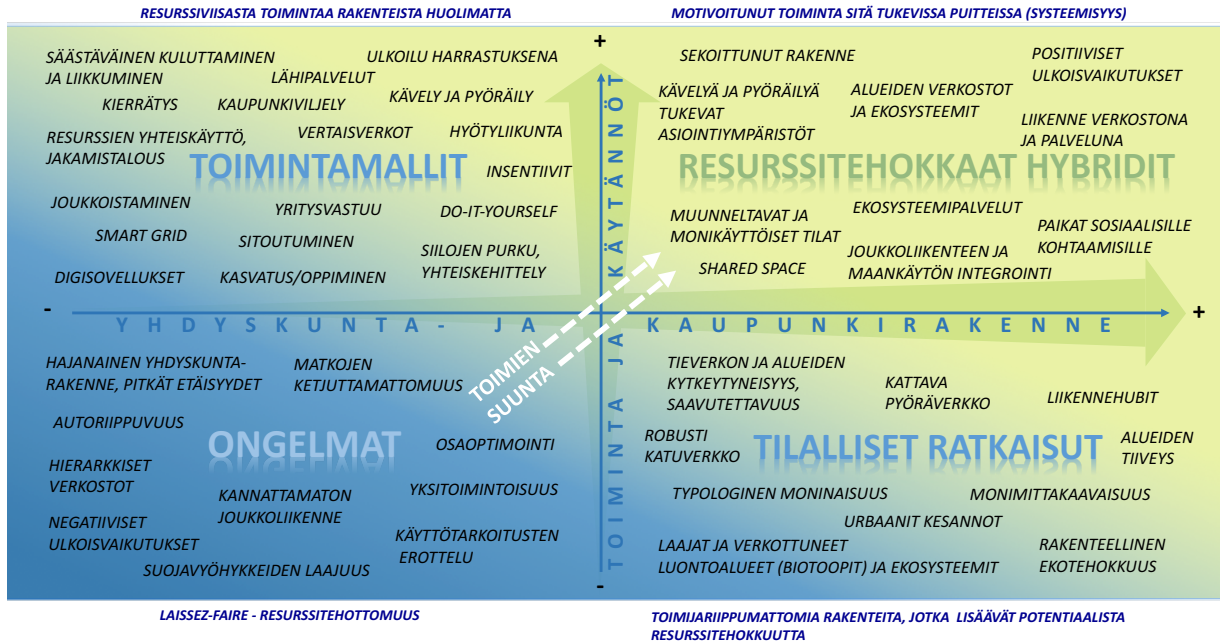 RESURSSIVIISASTA TOIMINTAA RAKENTEISTA HUOLIMATTA
MOTIVOITUNUT TOIMINTA SITÄ TUKEVISSA PUITTEISSA (SYSTEEMISYYS)
SÄÄSTÄVÄINEN KULUTTAMINEN
JA LIIKKUMINEN
ULKOILU HARRASTUKSENA
LÄHIPALVELUT
KIERRÄTYS
KAUPUNKIVILJELY
KÄVELY JA PYÖRÄILY
RESURSSIEN YHTEISKÄYTTÖ,
JAKAMISTALOUS
VERTAISVERKOT
HYÖTYLIIKUNTA
TOIMINTAMALLIT
INSENTIIVIT
JOUKKOISTAMINEN
YRITYSVASTUU
DO-IT-YOURSELF
SMART GRID
SITOUTUMINEN
SIILOJEN PURKU,
YHTEISKEHITTELY
DIGISOVELLUKSET
KASVATUS/OPPIMINEN
+
SEKOITTUNUT RAKENNE
POSITIIVISET
ULKOISVAIKUTUKSET
KÄVELYÄ JA PYÖRÄILYÄ
TUKEVAT
ASIOINTIYMPÄRISTÖT
ALUEIDEN VERKOSTOT
JA EKOSYSTEEMIT
LIIKENNE VERKOSTONA
JA PALVELUNA
RESURSSITEHOKKAAT HYBRIDIT
MUUNNELTAVAT JA
MONIKÄYTTÖISET TILAT
EKOSYSTEEMIPALVELUT
PAIKAT SOSIAALISILLE
KOHTAAMISILLE
SHARED SPACE
JOUKKOLIIKENTEEN JA
MAANKÄYTÖN INTEGROINTI
-
YHDYSKUNTA- JA KAUPUNKIRAKENNE
+
TOIMINTA JA KÄYTÄNNÖT
TOIMIEN
SUUNTA
HAJANAINEN YHDYSKUNTA-
RAKENNE, PITKÄT ETÄISYYDET
MATKOJEN
KETJUTTAMATTOMUUS
AUTORIIPPUVUUS
ONGELMAT
OSAOPTIMOINTI
HIERARKKISET
VERKOSTOT
KANNATTAMATON
JOUKKOLIIKENNE
YKSITOIMINTOISUUS
NEGATIIVISET
ULKOISVAIKUTUKSET
KÄYTTÖTARKOITUSTEN
EROTTELU
SUOJAVYÖHYKKEIDEN LAAJUUS
TIEVERKON JA ALUEIDEN
KYTKEYTYNEISYYS,
SAAVUTETTAVUUS
KATTAVA
PYÖRÄVERKKO
LIIKENNEHUBIT
ROBUSTI
KATUVERKKO
TILALLISET RATKAISUT
ALUEIDEN
TIIVEYS
TYPOLOGINEN MONINAISUUS
MONIMITTAKAAVAISUUS
URBAANIT KESANNOT
LAAJAT JA VERKOTTUNEET
LUONTOALUEET (BIOTOOPIT) JA EKOSYSTEEMIT
RAKENTEELLINEN
EKOTEHOKKUUS
-
LAISSEZ-FAIRE - RESURSSITEHOTTOMUUS
TOIMIJARIIPPUMATTOMIA RAKENTEITA, JOTKA LISÄÄVÄT POTENTIAALISTA
RESURSSITEHOKKUUTTA